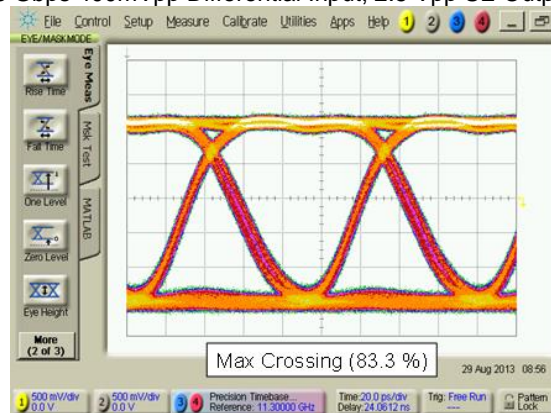 Gbps 400mVpp Differential Input, 2.5 Vpp SE Outp
File Control Setup Measure Calibrate Utilities Apps Help 1 2 3 4
EYE/MASK MODE
Rise Time
Fall Time
One Level
Zero Level
Eye Height
More
(2 of 3)
Eye Meas
Msk Test
MATLAB
Max Crossing (83.3 %)
29 Aug 2013 08:56
1 500 mV/div
0.0 V
2 500 mV/div
0.0 V
3 4 Precision Timebase...
Reference: 11.30000 GHz
Time:20.0 ps/div
Delay:24.0612 ns
Trig: Free Run
----
Pattern
Lock